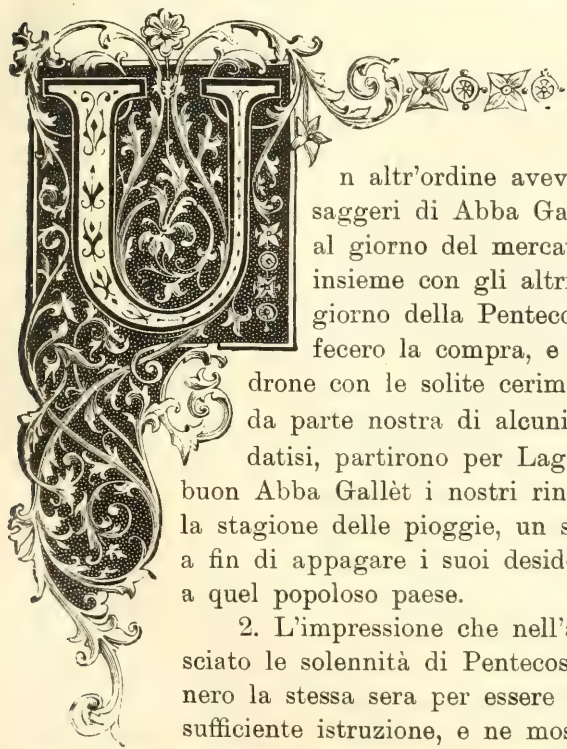 Un altr'ordine avev
saggeri di Abba Ga
al giorno del merca
insieme con gli altri
giorno della Penteco
fecero la compra, e
drone con le solite cerim
da parte nostra di alcuni
datisi, partirono per Lag
buon Abba Gallèt i nostri rin
la stagione delle pioggie, un s
a fin di appagare i suoi deside
a quel popoloso paese.
2. L'impressione che nell'a
sciato le solennità di Pentecos
nero la stessa sera per essere
sufficiente istruzione, e ne mos